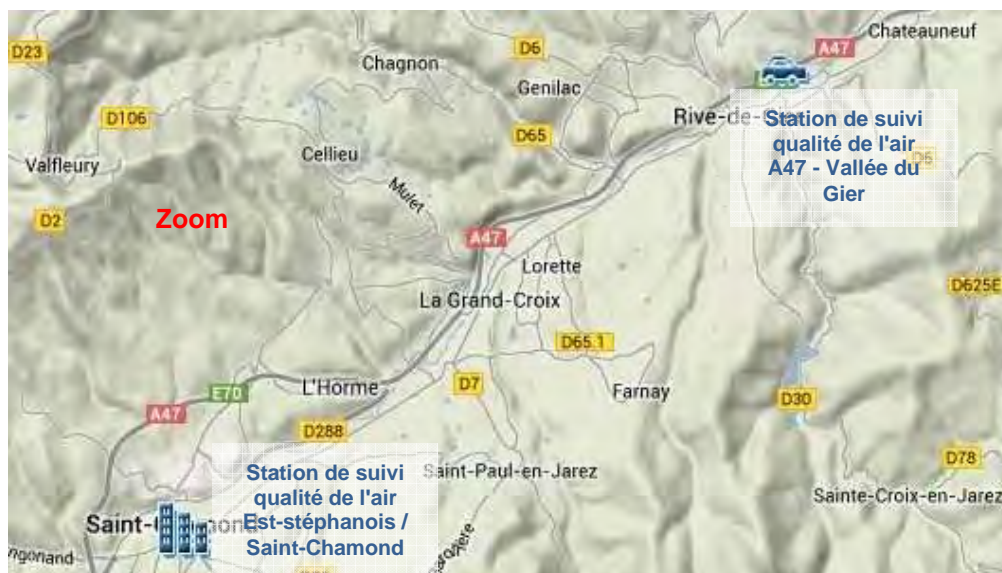 Chateauneuf
D23
D6
A47
Chagnon
Genilac
D106
Rive-de-
Station de suivi
qualité de l'air
A47 - Vallée du
Gier
D65
Cellieu
Valfleury
Mulet
D2
Zoom
A47
Lorette
La Grand-Croix
D625E
D65 1
E70
L'Horme
D7
Farnay
D30
A47
D288
Station de suivi
qualité de l'air
Est-stéphanois /
Saint-Chamond
Saint-Paul-en-Jarez
D78
Sainte-Croix-en-Jarez
Saint-